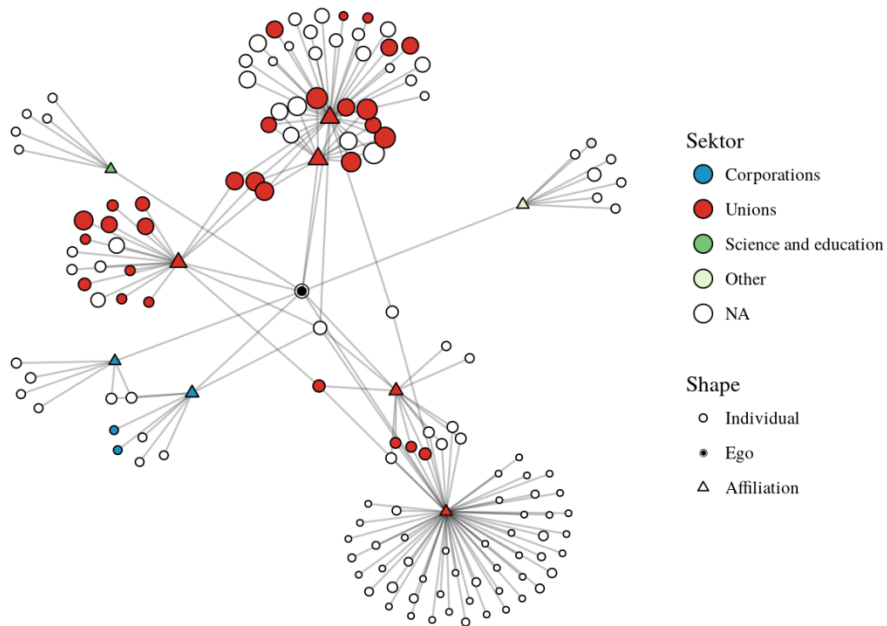 Sektor
Corporations
Unions
Science and education
Other
NA
Shape
Individual
Ego
Affiliation